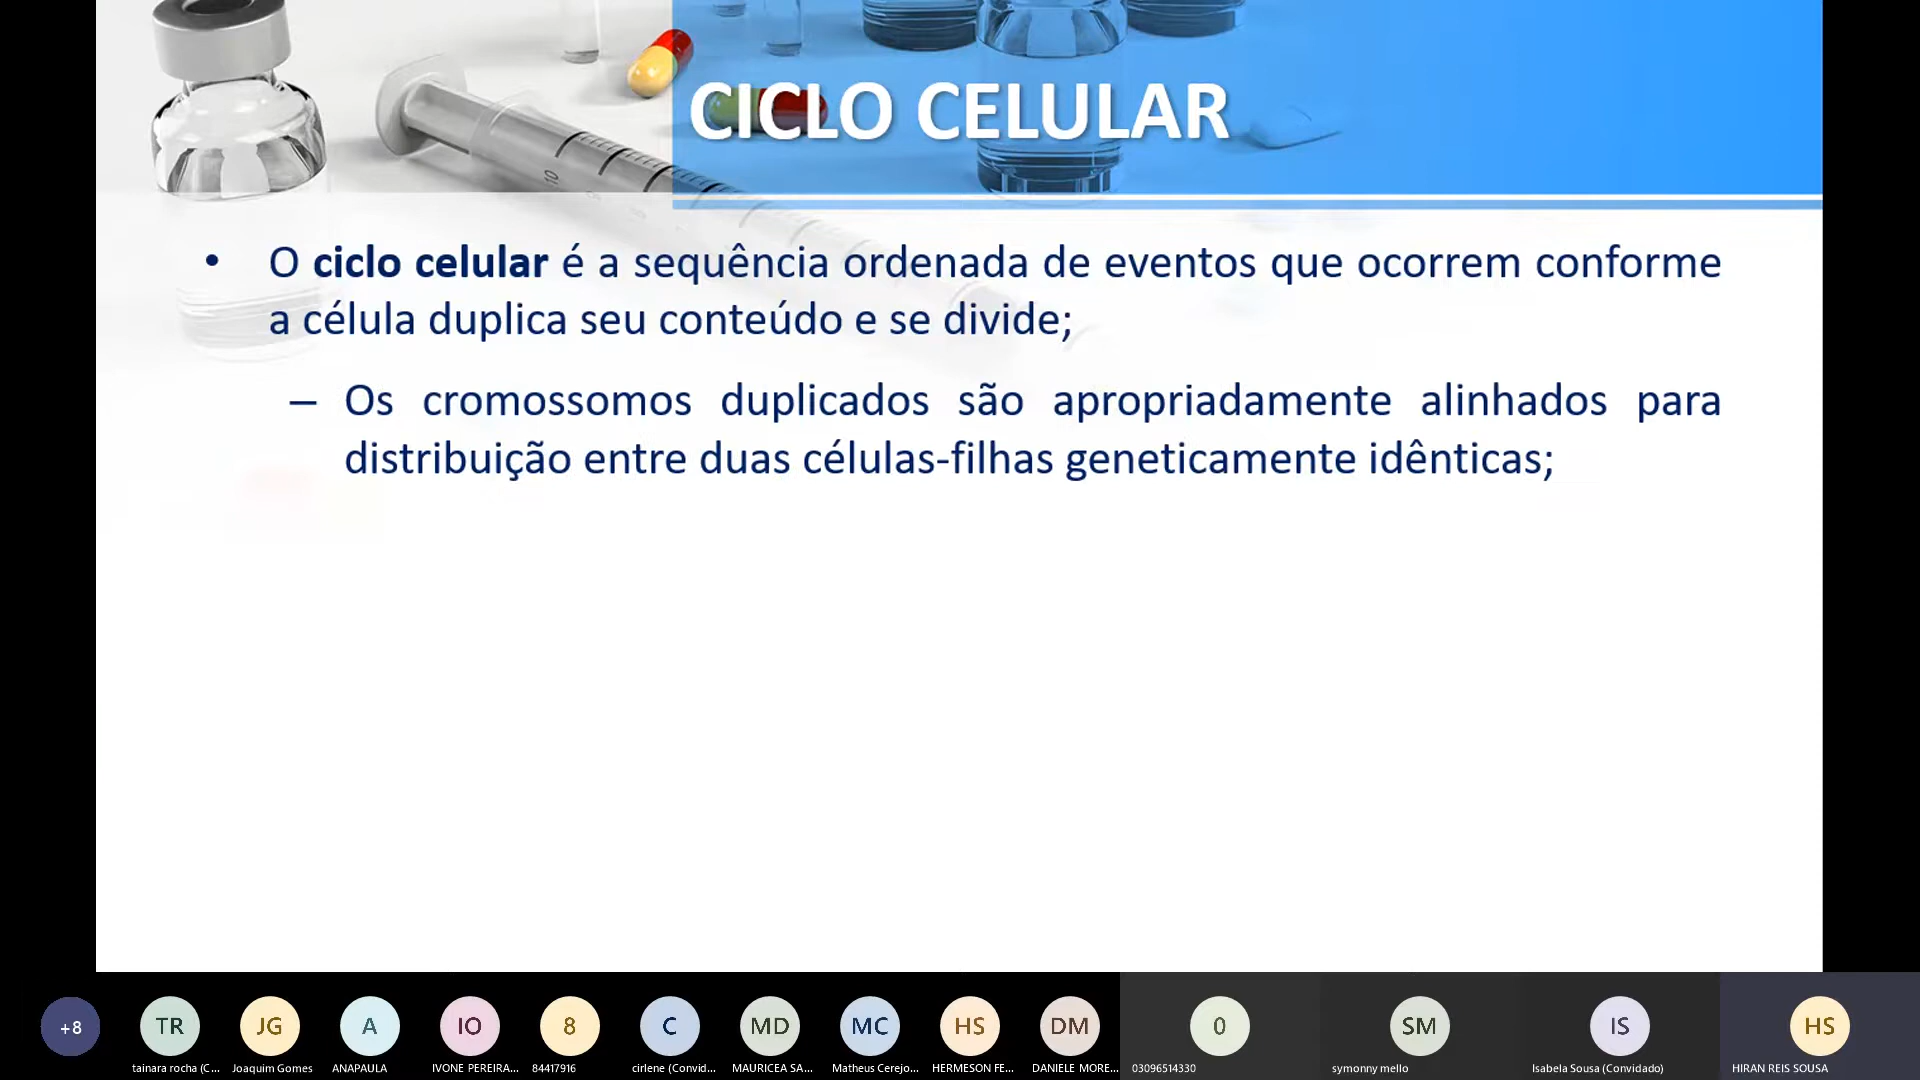 CICLO CELULAR
10
• O ciclo celular é a sequência ordenada de eventos que ocorrem conforme
a célula duplica seu conteúdo e se divide;
– Os cromossomos duplicados são apropriadamente alinhados para
distribuição entre duas células-filhas geneticamente idênticas;
+8 TR JG A IO 8 C MD MC HS DM 0 SM IS HS
tainara rocha (C... Joaquim Gomes ANAPAULA IVONE PEREIRA... 84417916 cirlene (Convid... MAURICEA SA... Matheus Cerejo... HERMESON FE... DANIELE MORE... 03096514330 symonny mello Isabela Sousa (Convidado) HIRAN REIS SOUSA